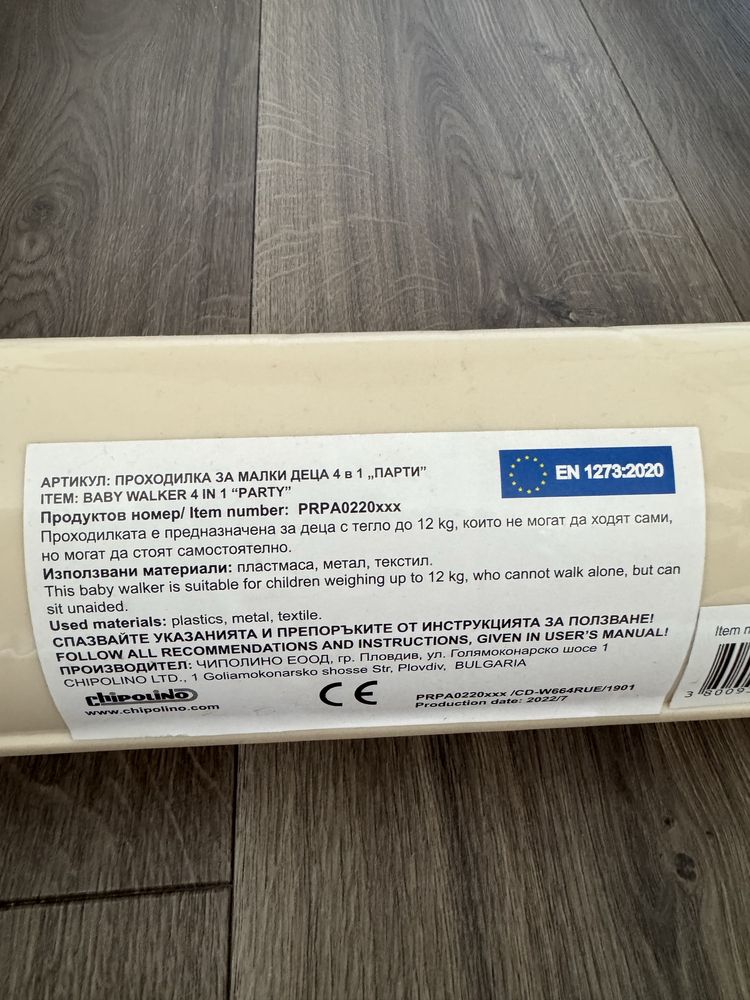 АРТИКУЛ: ПРОХОДИЛКА ЗА МАЛКИ ДЕЦА 4 в 1 „ПАРТИ”
ITEM: BABY WALKER 4 IN 1 “PARTY”
EN 1273:2020
Продуктов номер/ Item number: PRPA0220xxx
Проходилката е предназначена за деца с тегло до 12 kg, които не могат да ходят сами,
но могат да стоят самостоятелно.
Използвани материали: пластмаса, метал, текстил.
This baby walker is suitable for children weighing up to 12 kg, who cannot walk alone, but can
sit unaided.
Used materials: plastics, metal, textile.
СПАЗВАЙТЕ УКАЗАНИЯТА И ПРЕПОРЪКИТЕ ОТ ИНСТРУКЦИЯТА ЗА ПОЛЗВАНЕ!
FOLLOW ALL RECOMMENDATIONS AND INSTRUCTIONS, GIVEN IN USER'S MANUAL!
ПРОИЗВОДИТЕЛ: ЧИПОЛИНО ЕООД, гр. Пловдив, ул. Голямоконарско шосе 1
CHIPOLINO LTD., 1 Goliamokonarsko shosse Str, Plovdiv, BULGARIA
chipolino
www.chipolino.com
CE
PRPA0220xxx /CD-W664RUE/1901
Production date: 2022/7
Item
3 8009